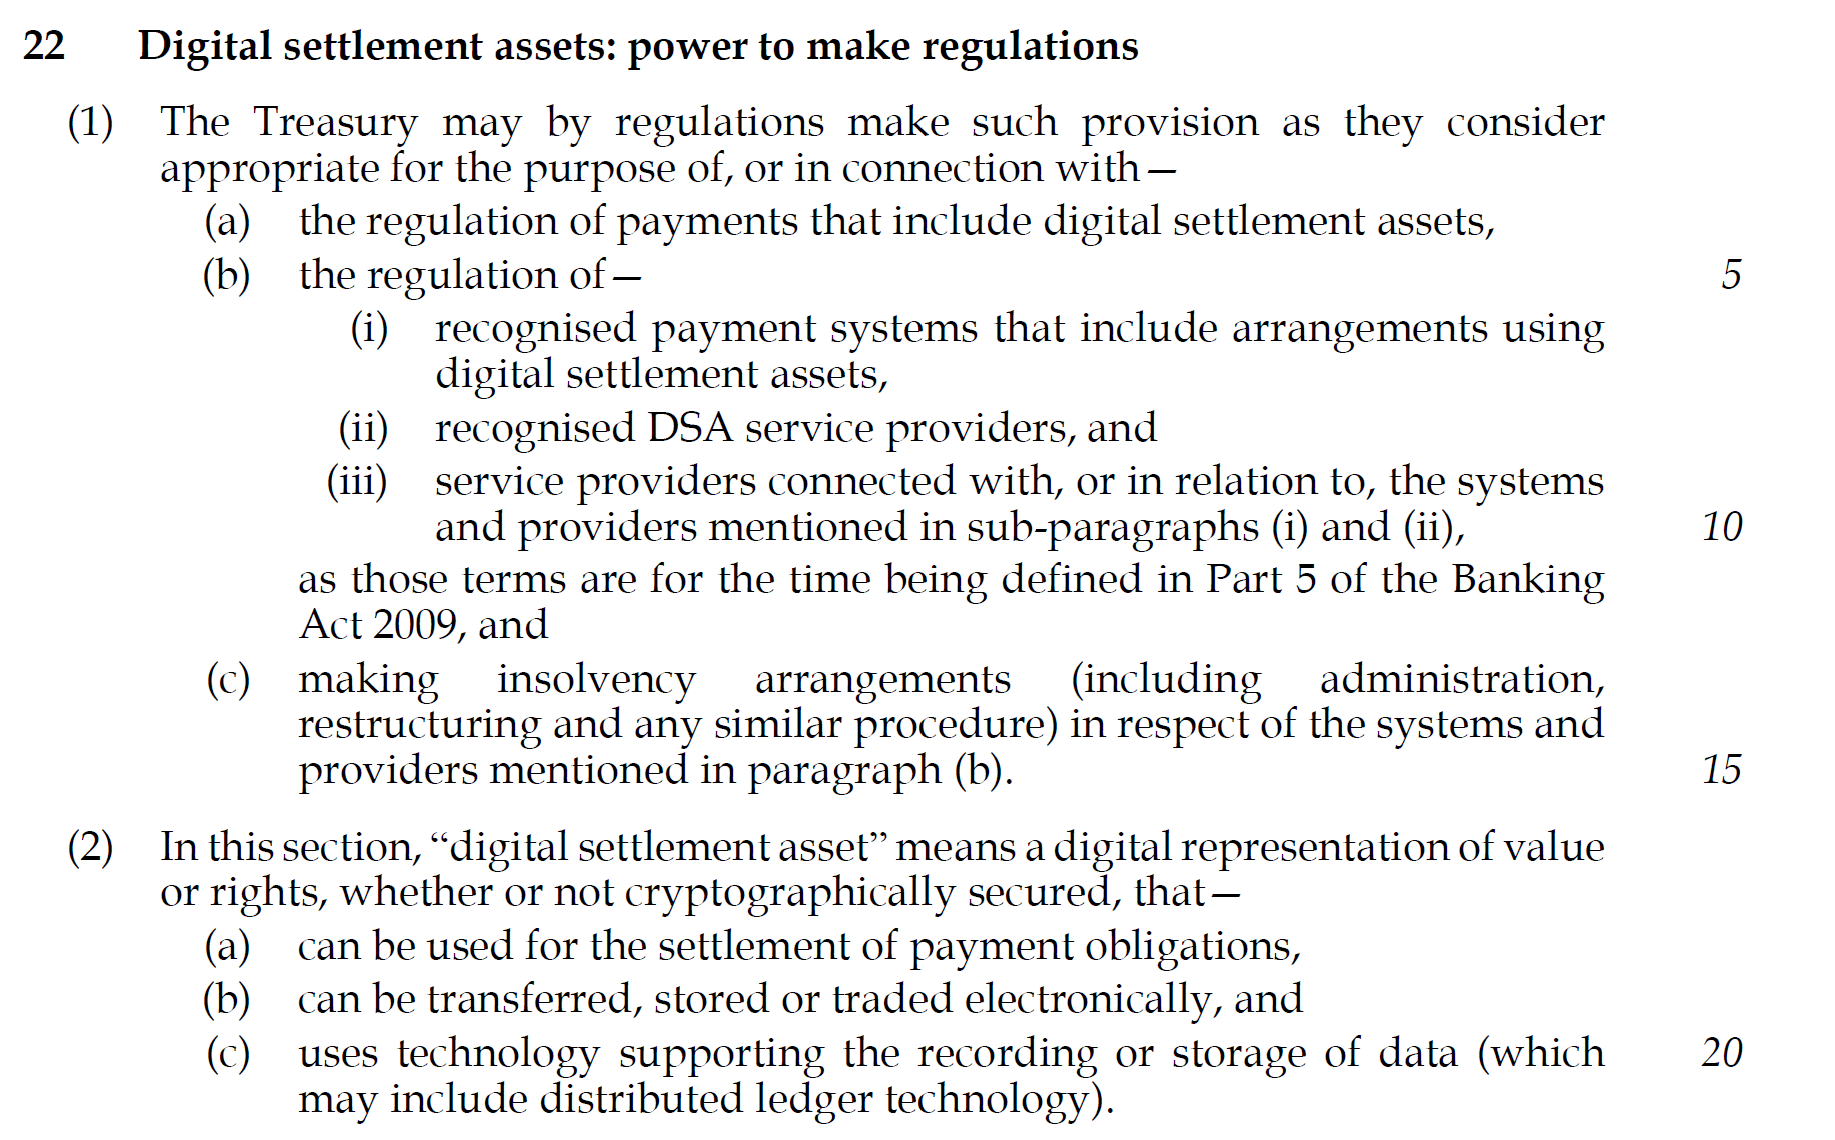 22 Digital settlement assets: power to make regulations
(1) The Treasury may by regulations make such provision as they consider
appropriate for the purpose of, or in connection with—
(a) the regulation of payments that include digital settlement assets,
(b) the regulation of— 5
(i) recognised payment systems that include arrangements using
digital settlement assets,
(ii) recognised DSA service providers, and
(iii) service providers connected with, or in relation to, the systems
and providers mentioned in sub-paragraphs (i) and (ii), 10
as those terms are for the time being defined in Part 5 of the Banking
Act 2009, and
(c) making insolvency arrangements (including administration,
restructuring and any similar procedure) in respect of the systems and
providers mentioned in paragraph (b). 15
(2) In this section, “digital settlement asset” means a digital representation of value
or rights, whether or not cryptographically secured, that—
(a) can be used for the settlement of payment obligations,
(b) can be transferred, stored or traded electronically, and
(c) uses technology supporting the recording or storage of data (which 20
may include distributed ledger technology).